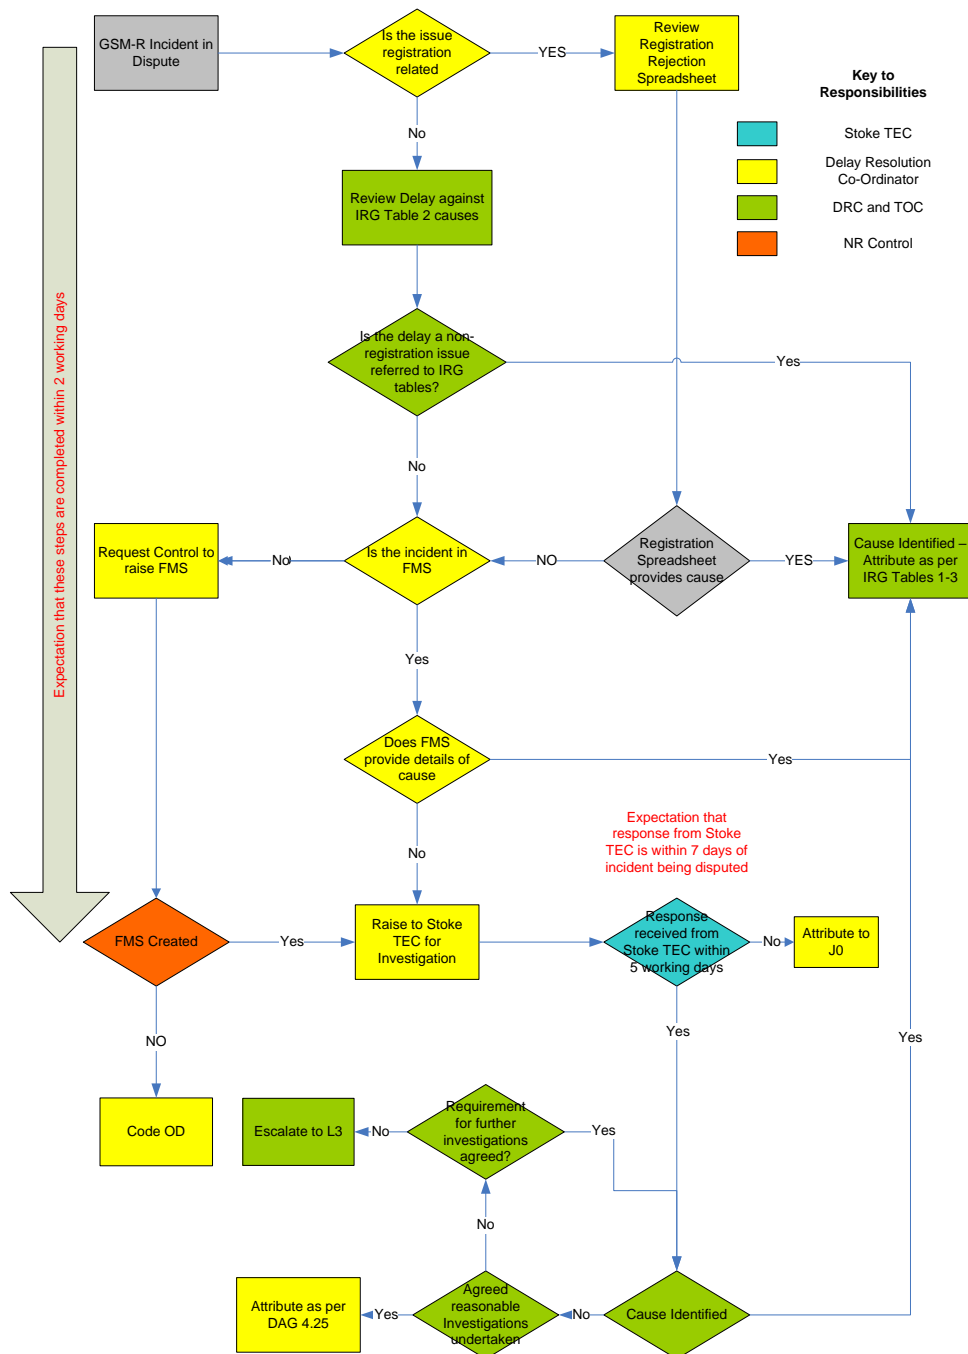 GSM-R Incident in
Dispute
Is the issue
registration
related
YES
Review
Registration
Rejection
Spreadsheet
Key to
Responsibilities
Stoke TEC
Delay Resolution
Co-Ordinator
DRC and TOC
NR Control
No
Review Delay against
IRG Table 2 causes
Expectation that these steps are completed within 2 working days
Is the delay a non-
registration issue
referred to IRG
tables?
Yes
No
Request Control to
raise FMS
No
Is the incident in
FMS
NO
Registration
Spreadsheet
provides cause
YES
Cause Identified –
Attribute as per
IRG Tables 1-3
Yes
Does FMS
provide details of
cause
Yes
No
Expectation that
response from Stoke
TEC is within 7 days of
incident being disputed
FMS Created
Yes
Raise to Stoke
TEC for
Investigation
Response
received from
Stoke TEC within
5 working days
No
Attribute to
J0
NO
Yes
Yes
Code OD
Escalate to L3
No
Requirement
for further
investigations
agreed?
Yes
No
Attribute as per
DAG 4.25
Yes
Agreed
reasonable
Investigations
undertaken
No
Cause Identified